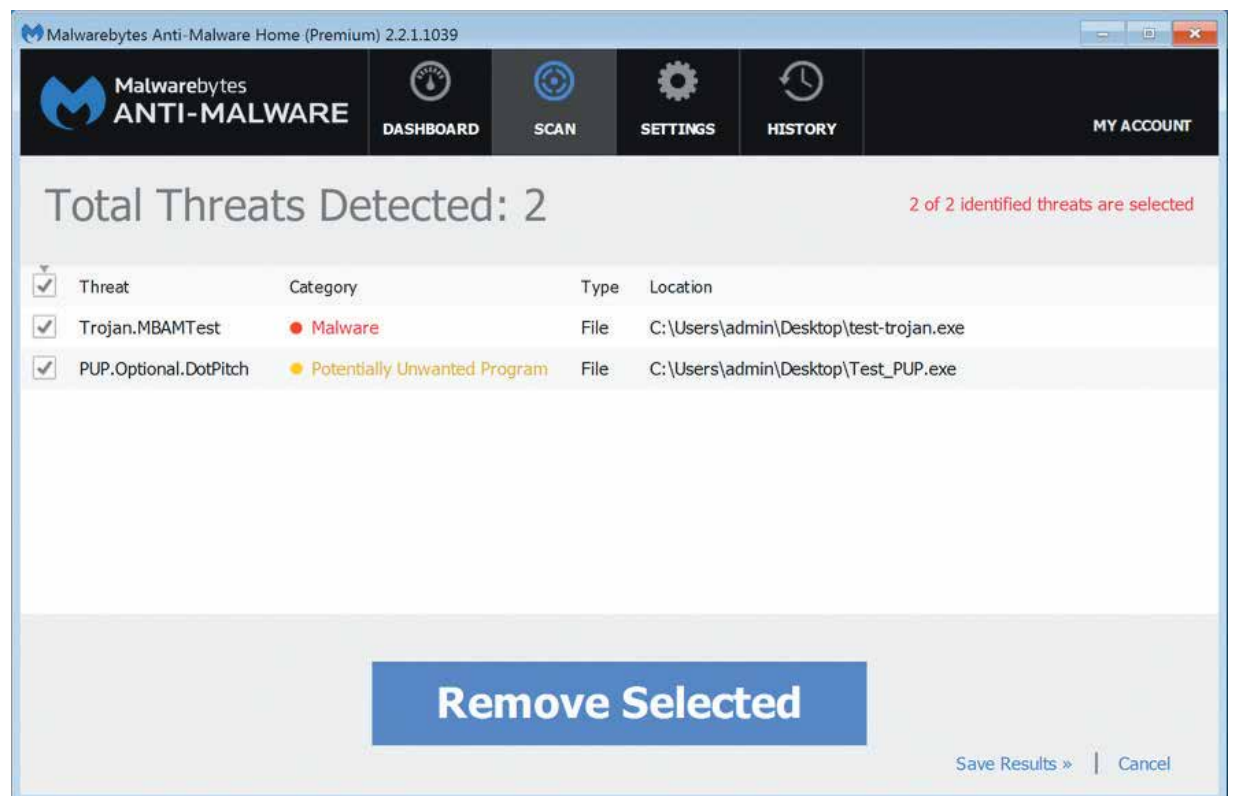 Malwarebytes Anti-Malware Home (Premium) 2.2.1.1039
Malwarebytes
ANTI-MALWARE
DASHBOARD
SCAN
SETTINGS
HISTORY
MY ACCOUNT
Total Threats Detected: 2
2 of 2 identified threats are selected
Threat Category Type Location
Trojan.MBAMTest Malware File C:\Users\admin\Desktop\test-trojan.exe
PUP.Optional.DotPitch Potentially Unwanted Program File C:\Users\admin\Desktop\Test_PUP.exe
Remove Selected
Save Results » | Cancel